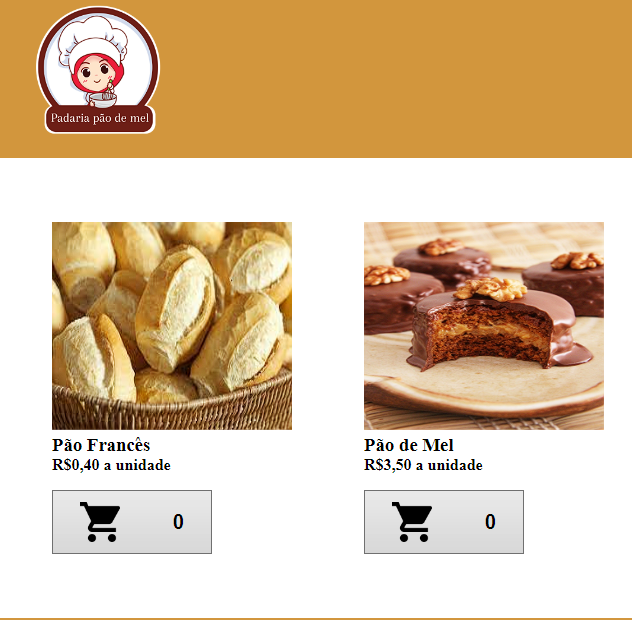 Padaria pão de mel
Pão Francês
R$0,40 a unidade
0
Pão de Mel
R$3,50 a unidade
0